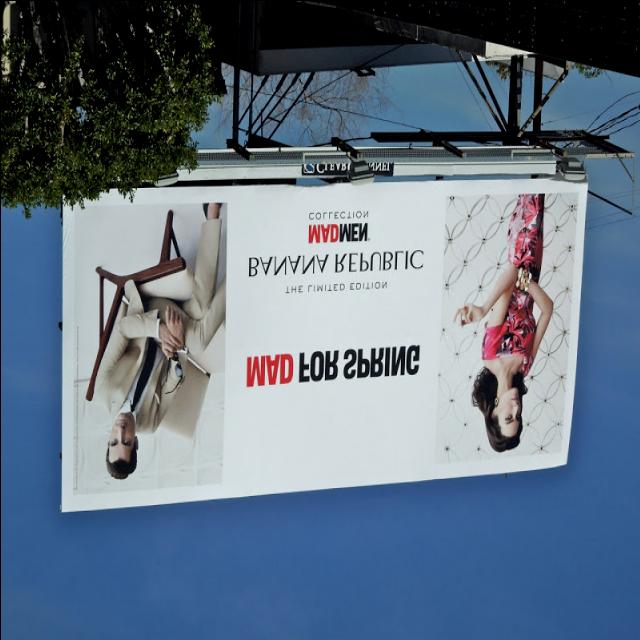 MAD FOR SPRING
THE LIMITED EDITION
BANANA REPUBLIC
MADMEN
COLLECTION